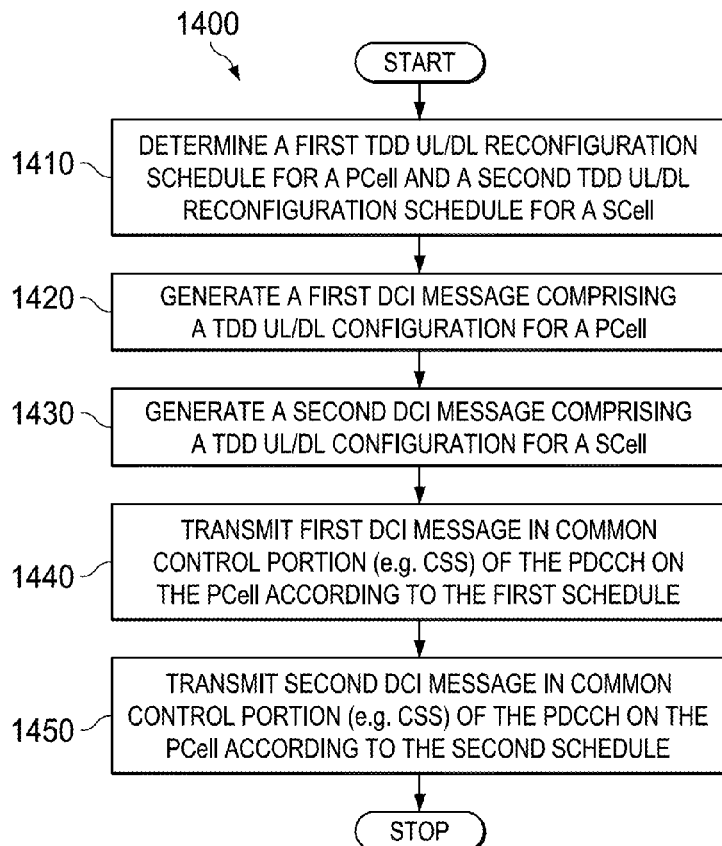 1400
START
1410
DETERMINE A FIRST TDD UL/DL RECONFIGURATION
SCHEDULE FOR A PCell AND A SECOND TDD UL/DL
RECONFIGURATION SCHEDULE FOR A SCell
1420
GENERATE A FIRST DCI MESSAGE COMPRISING
A TDD UL/DL CONFIGURATION FOR A PCell
1430
GENERATE A SECOND DCI MESSAGE COMPRISING
A TDD UL/DL CONFIGURATION FOR A SCell
1440
TRANSMIT FIRST DCI MESSAGE IN COMMON
CONTROL PORTION (e.g. CSS) OF THE PDCCH ON
THE PCell ACCORDING TO THE FIRST SCHEDULE
1450
TRANSMIT SECOND DCI MESSAGE IN COMMON
CONTROL PORTION (e.g. CSS) OF THE PDCCH ON THE
PCell ACCORDING TO THE SECOND SCHEDULE
STOP